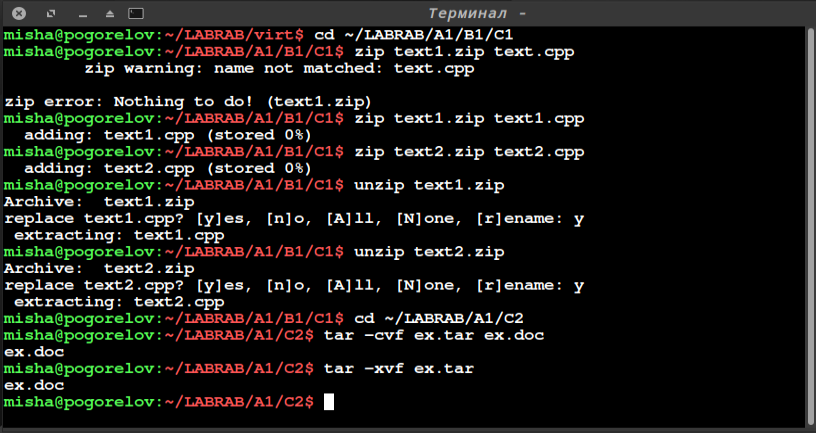 Терминал -
misha@pogorelov:~/LABRAB/virt$ cd ~/LABRAB/A1/B1/C1
misha@pogorelov:~/LABRAB/A1/B1/C1$ zip text1.zip text.cpp
        zip warning: name not matched: text.cpp

zip error: Nothing to do! (text1.zip)
misha@pogorelov:~/LABRAB/A1/B1/C1$ zip text1.zip text1.cpp
  adding: text1.cpp (stored 0%)
misha@pogorelov:~/LABRAB/A1/B1/C1$ zip text2.zip text2.cpp
  adding: text2.cpp (stored 0%)
misha@pogorelov:~/LABRAB/A1/B1/C1$ unzip text1.zip
Archive:  text1.zip
replace text1.cpp? [y]es, [n]o, [A]ll, [N]one, [r]ename: y
 extracting: text1.cpp
misha@pogorelov:~/LABRAB/A1/B1/C1$ unzip text2.zip
Archive:  text2.zip
replace text2.cpp? [y]es, [n]o, [A]ll, [N]one, [r]ename: y
 extracting: text2.cpp
misha@pogorelov:~/LABRAB/A1/B1/C1$ cd ~/LABRAB/A1/C2
misha@pogorelov:~/LABRAB/A1/C2$ tar -cvf ex.tar ex.doc
ex.doc
misha@pogorelov:~/LABRAB/A1/C2$ tar -xvf ex.tar
ex.doc
misha@pogorelov:~/LABRAB/A1/C2$